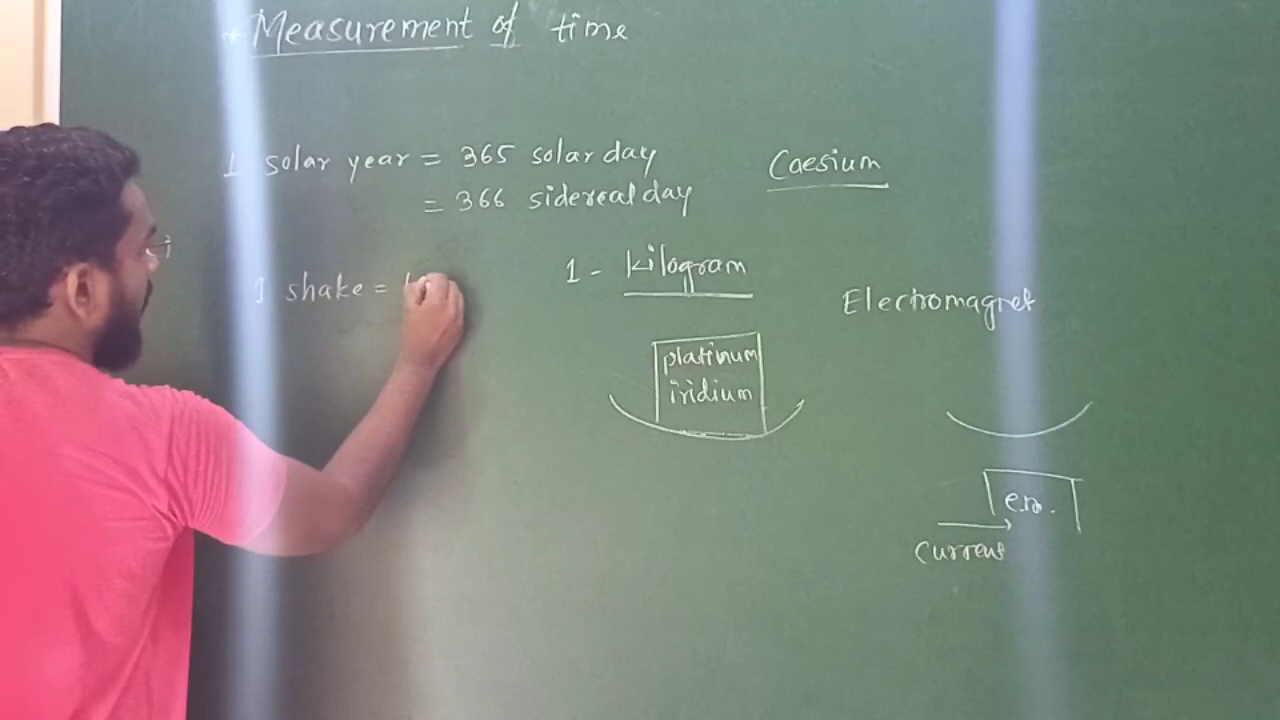 * Measurement of time
1 solar year = 365 solar day
= 366 sidereal day
Caesium
1 shake =
1 - kilogram
Electromagnet
platinum
iridium
e.m.
Current